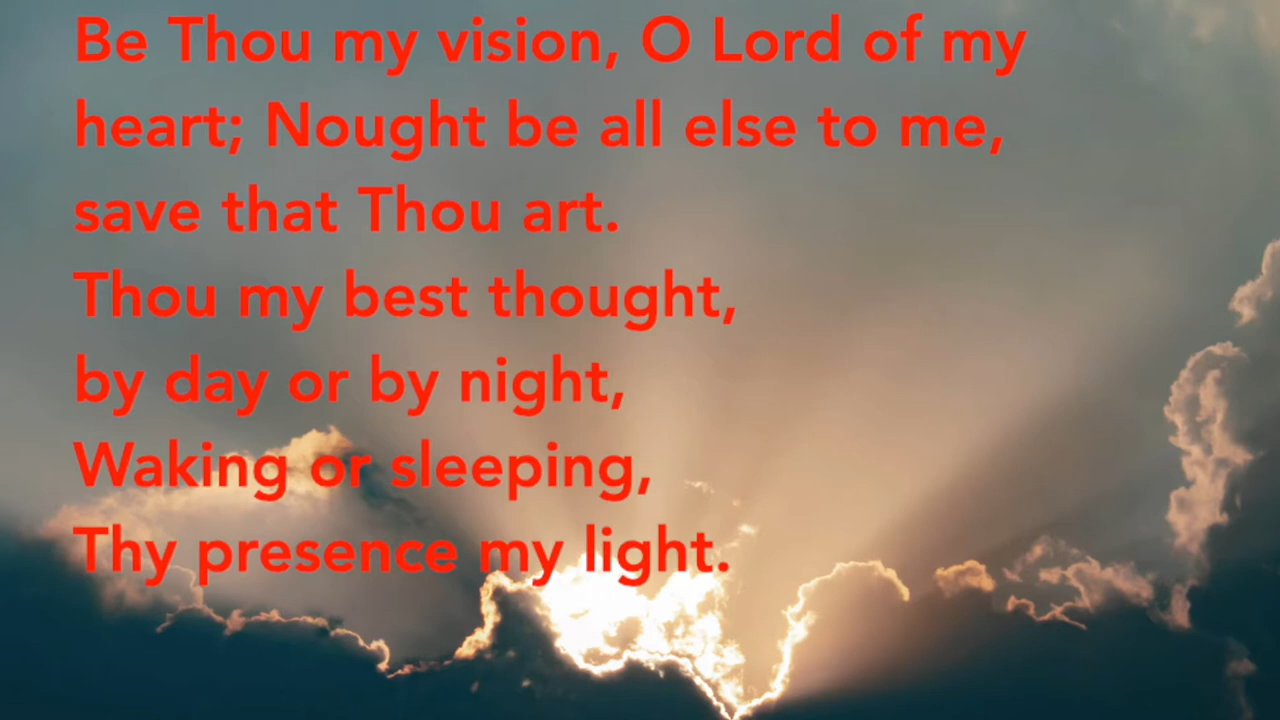 Be Thou my vision, O Lord of my
heart; Nought be all else to me,
save that Thou art.
Thou my best thought,
by day or by night,
Waking or sleeping,
Thy presence my light.